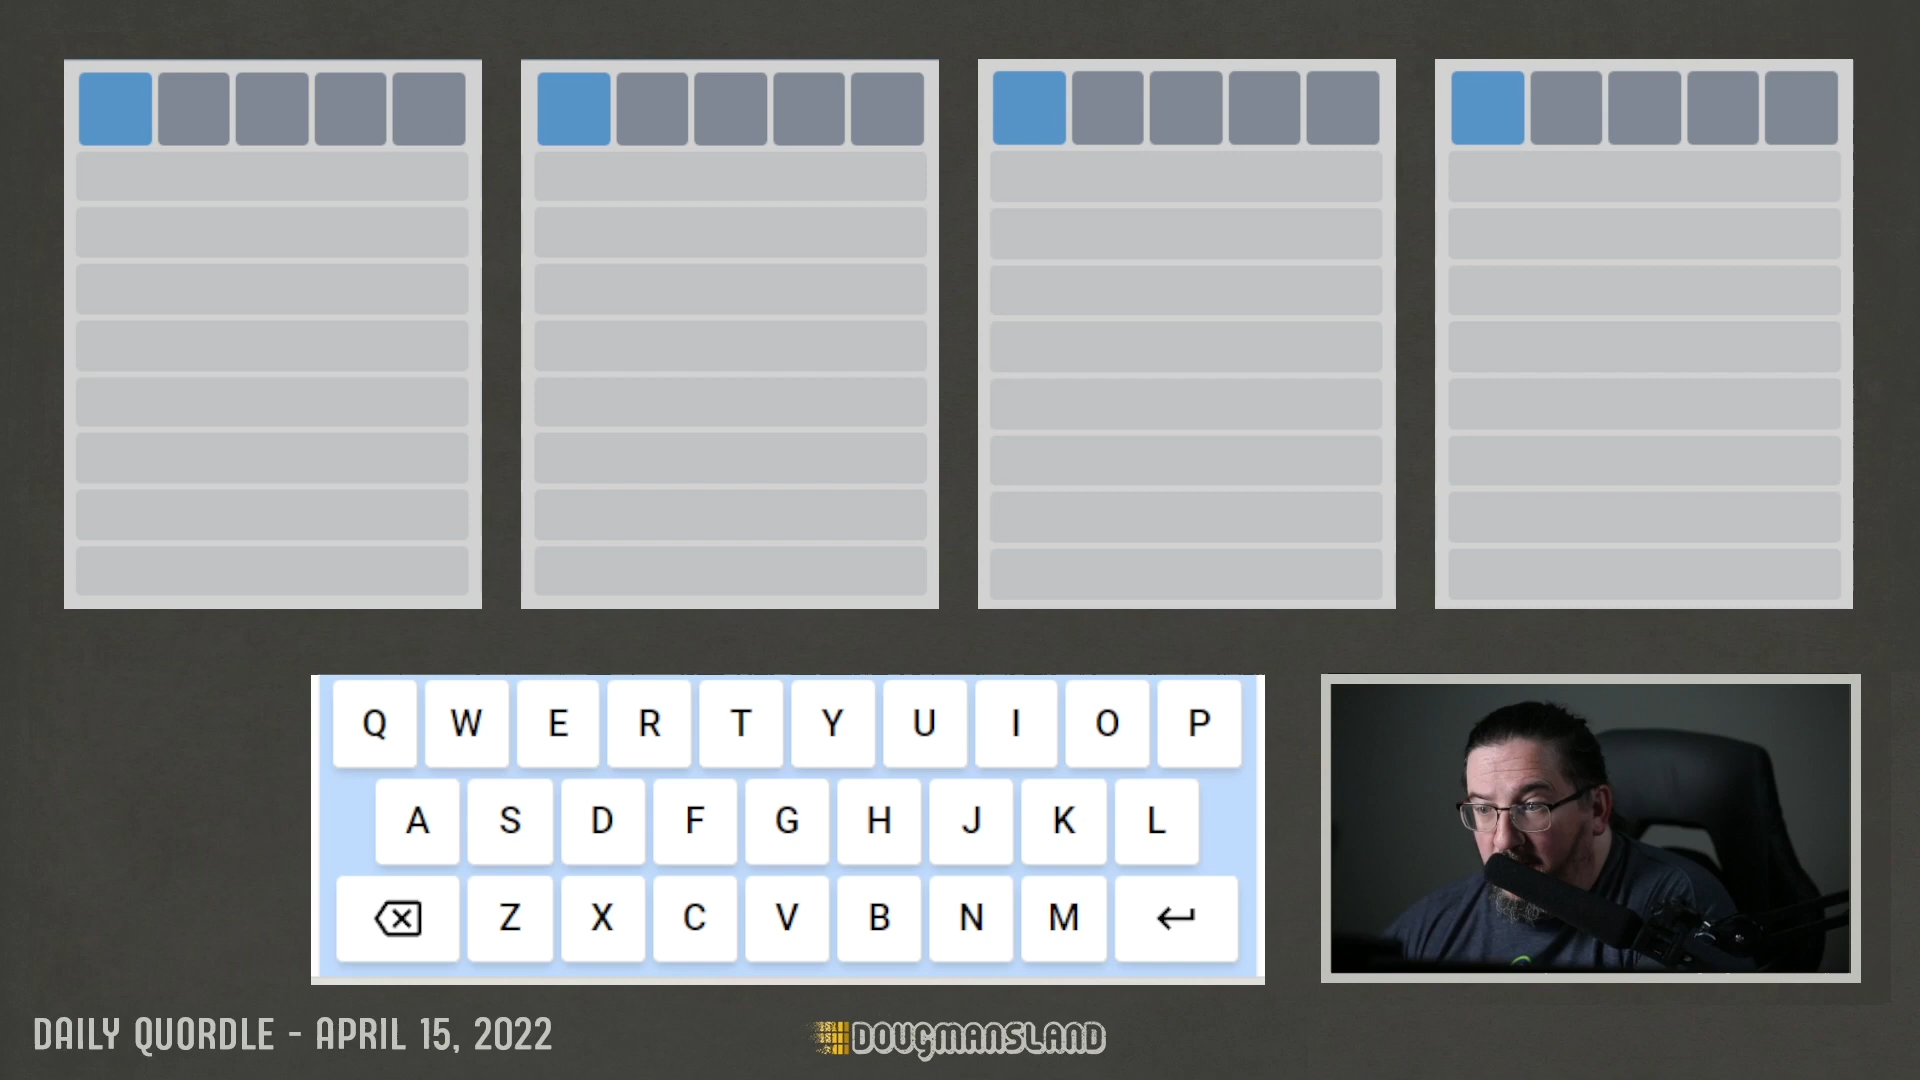 Q W E R T Y U I O P
A S D F G H J K L
Z X C V B N M
DAILY QUORDLE - APRIL 15, 2022
DOUGMANSLAND